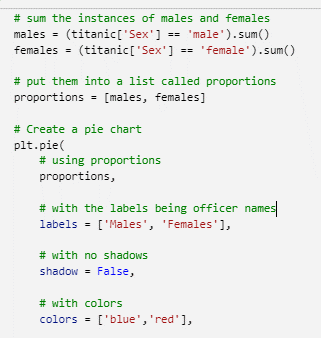 # sum the instances of males and females
males = (titanic['Sex'] == 'male').sum()
females = (titanic['Sex'] == 'female').sum()

# put them into a list called proportions
proportions = [males, females]

# Create a pie chart
plt.pie(
    # using proportions
    proportions,

    # with the labels being officer names
    labels = ['Males', 'Females'],

    # with no shadows
    shadow = False,

    # with colors
    colors = ['blue','red'],